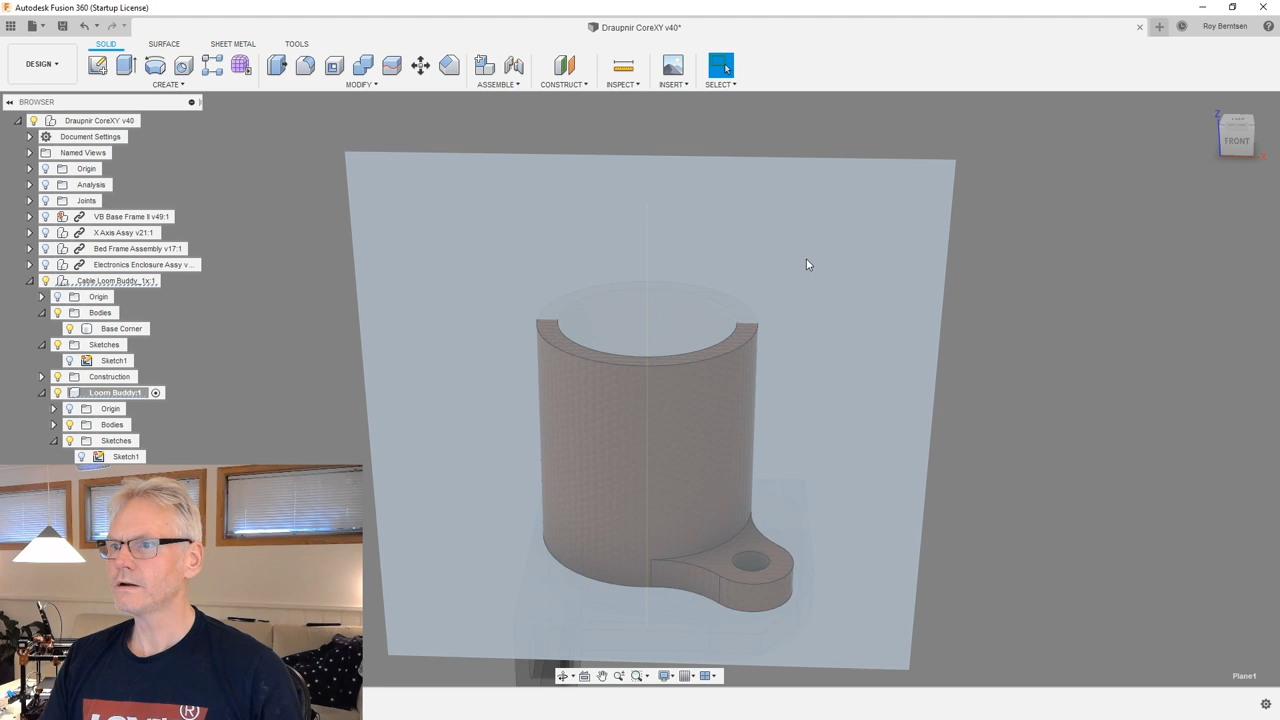 Autodesk Fusion 360 (Startup License)
Draupnir CoreXY v40*
Roy Berntsen
DESIGN
SOLID SURFACE SHEET METAL TOOLS
CREATE MODIFY ASSEMBLE CONSTRUCT INSPECT INSERT SELECT
BROWSER
Draupnir CoreXY v40
Document Settings
Named Views
Origin
Analysis
Joints
VB Base Frame II v49:1
X Axis Assy v21:1
Bed Frame Assembly v17:1
Electronics Enclosure Assy v...
Cable Loom Buddy_1x:1
Origin
Bodies
Base Corner
Sketches
Sketch1
Construction
Loom Buddy:1
Origin
Bodies
Sketches
Sketch1
Z
FRONT
X
Plane1